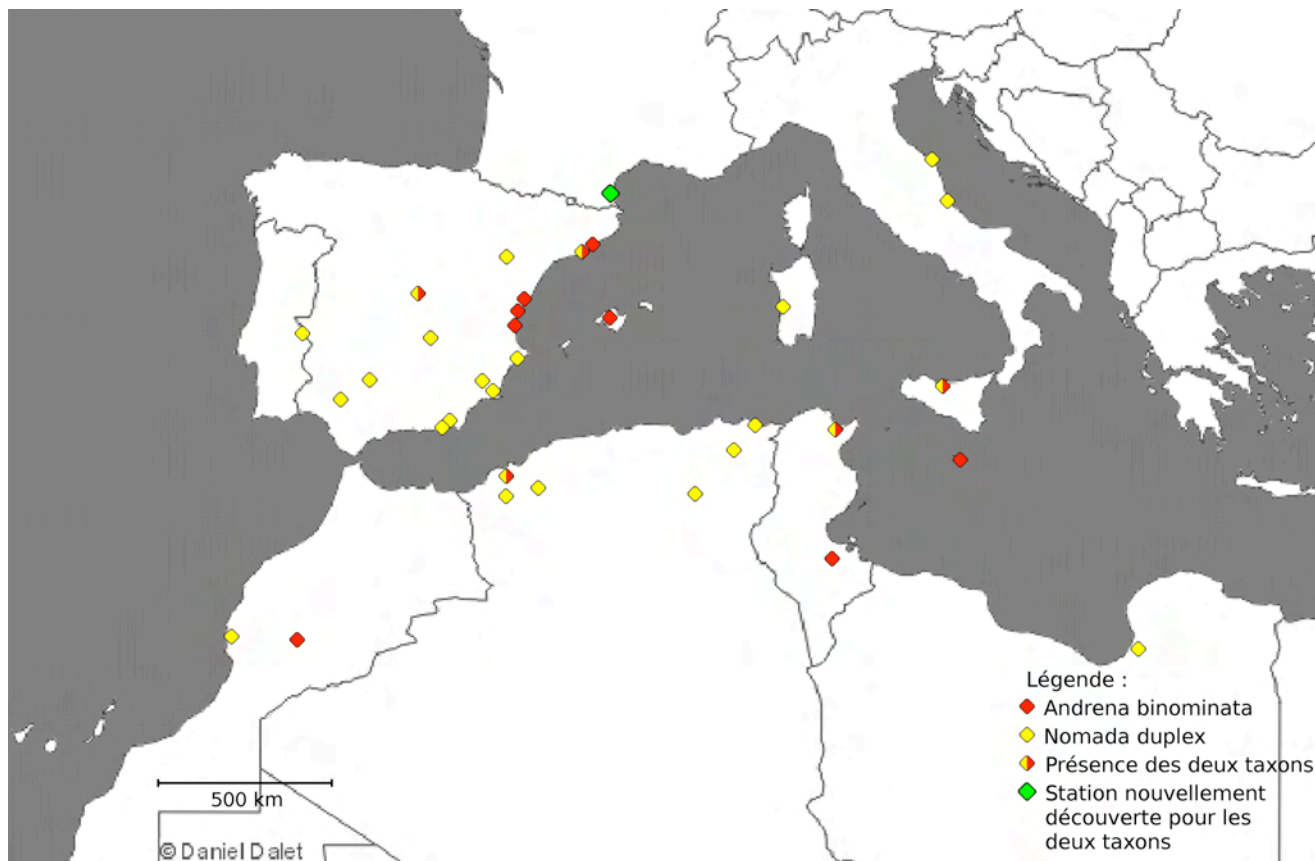 Légende :
Andrena binominata
Nomada duplex
Présence des deux taxons
Station nouvellement
découverte pour les
deux taxons
500 km
© Daniel Dalet